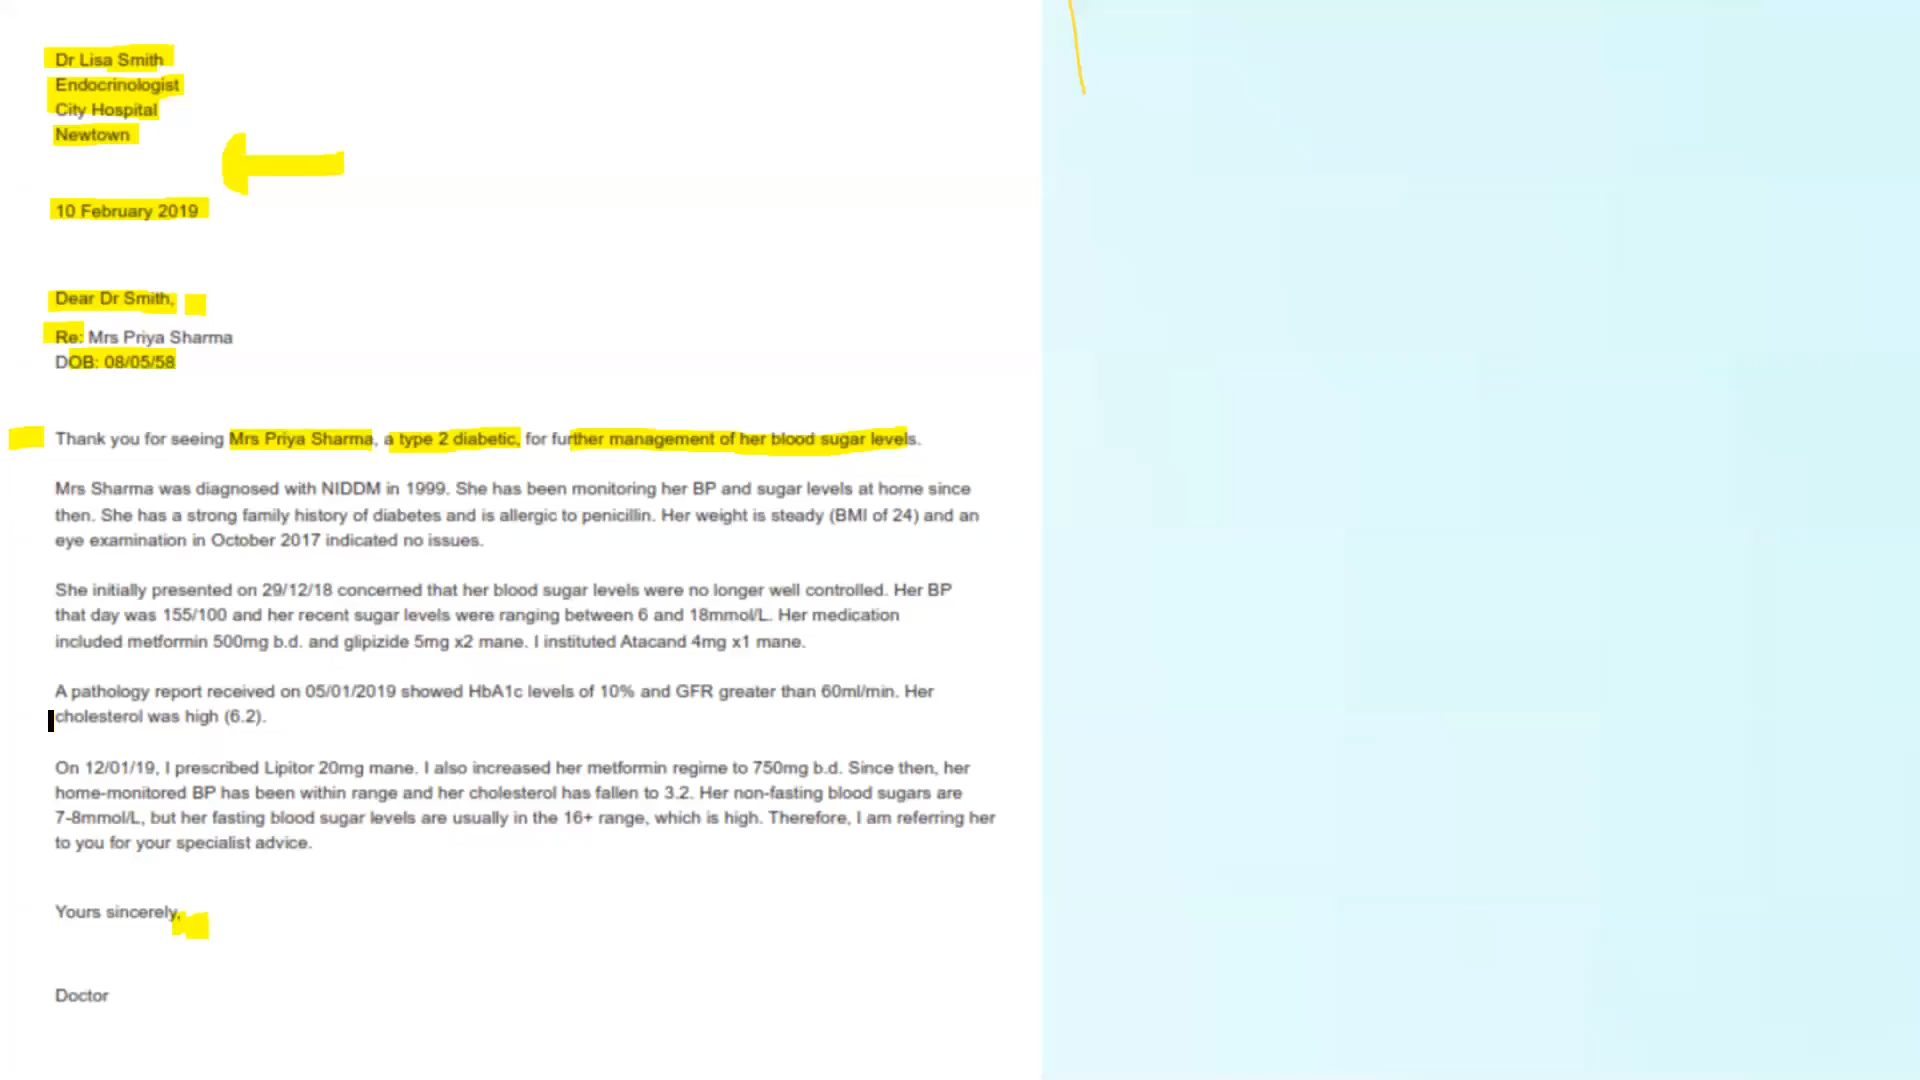 Dr Lisa Smith
Endocrinologist
City Hospital
Newtown
10 February 2019
Dear Dr Smith,
Re: Mrs Priya Sharma
DOB: 08/05/58
Thank you for seeing Mrs Priya Sharma, a type 2 diabetic, for further management of her blood sugar levels.
Mrs Sharma was diagnosed with NIDDM in 1999. She has been monitoring her BP and sugar levels at home since
then. She has a strong family history of diabetes and is allergic to penicillin. Her weight is steady (BMI of 24) and an
eye examination in October 2017 indicated no issues.
She initially presented on 29/12/18 concerned that her blood sugar levels were no longer well controlled. Her BP
that day was 155/100 and her recent sugar levels were ranging between 6 and 18mmol/L. Her medication
included metformin 500mg b.d. and glipizide 5mg x2 mane. I instituted Atacand 4mg x1 mane.
A pathology report received on 05/01/2019 showed HbA1c levels of 10% and GFR greater than 60ml/min. Her
cholesterol was high (6.2).
On 12/01/19, I prescribed Lipitor 20mg mane. I also increased her metformin regime to 750mg b.d. Since then, her
home-monitored BP has been within range and her cholesterol has fallen to 3.2. Her non-fasting blood sugars are
7-8mmol/L, but her fasting blood sugar levels are usually in the 16+ range, which is high. Therefore, I am referring her
to you for your specialist advice.
Yours sincerely,
Doctor